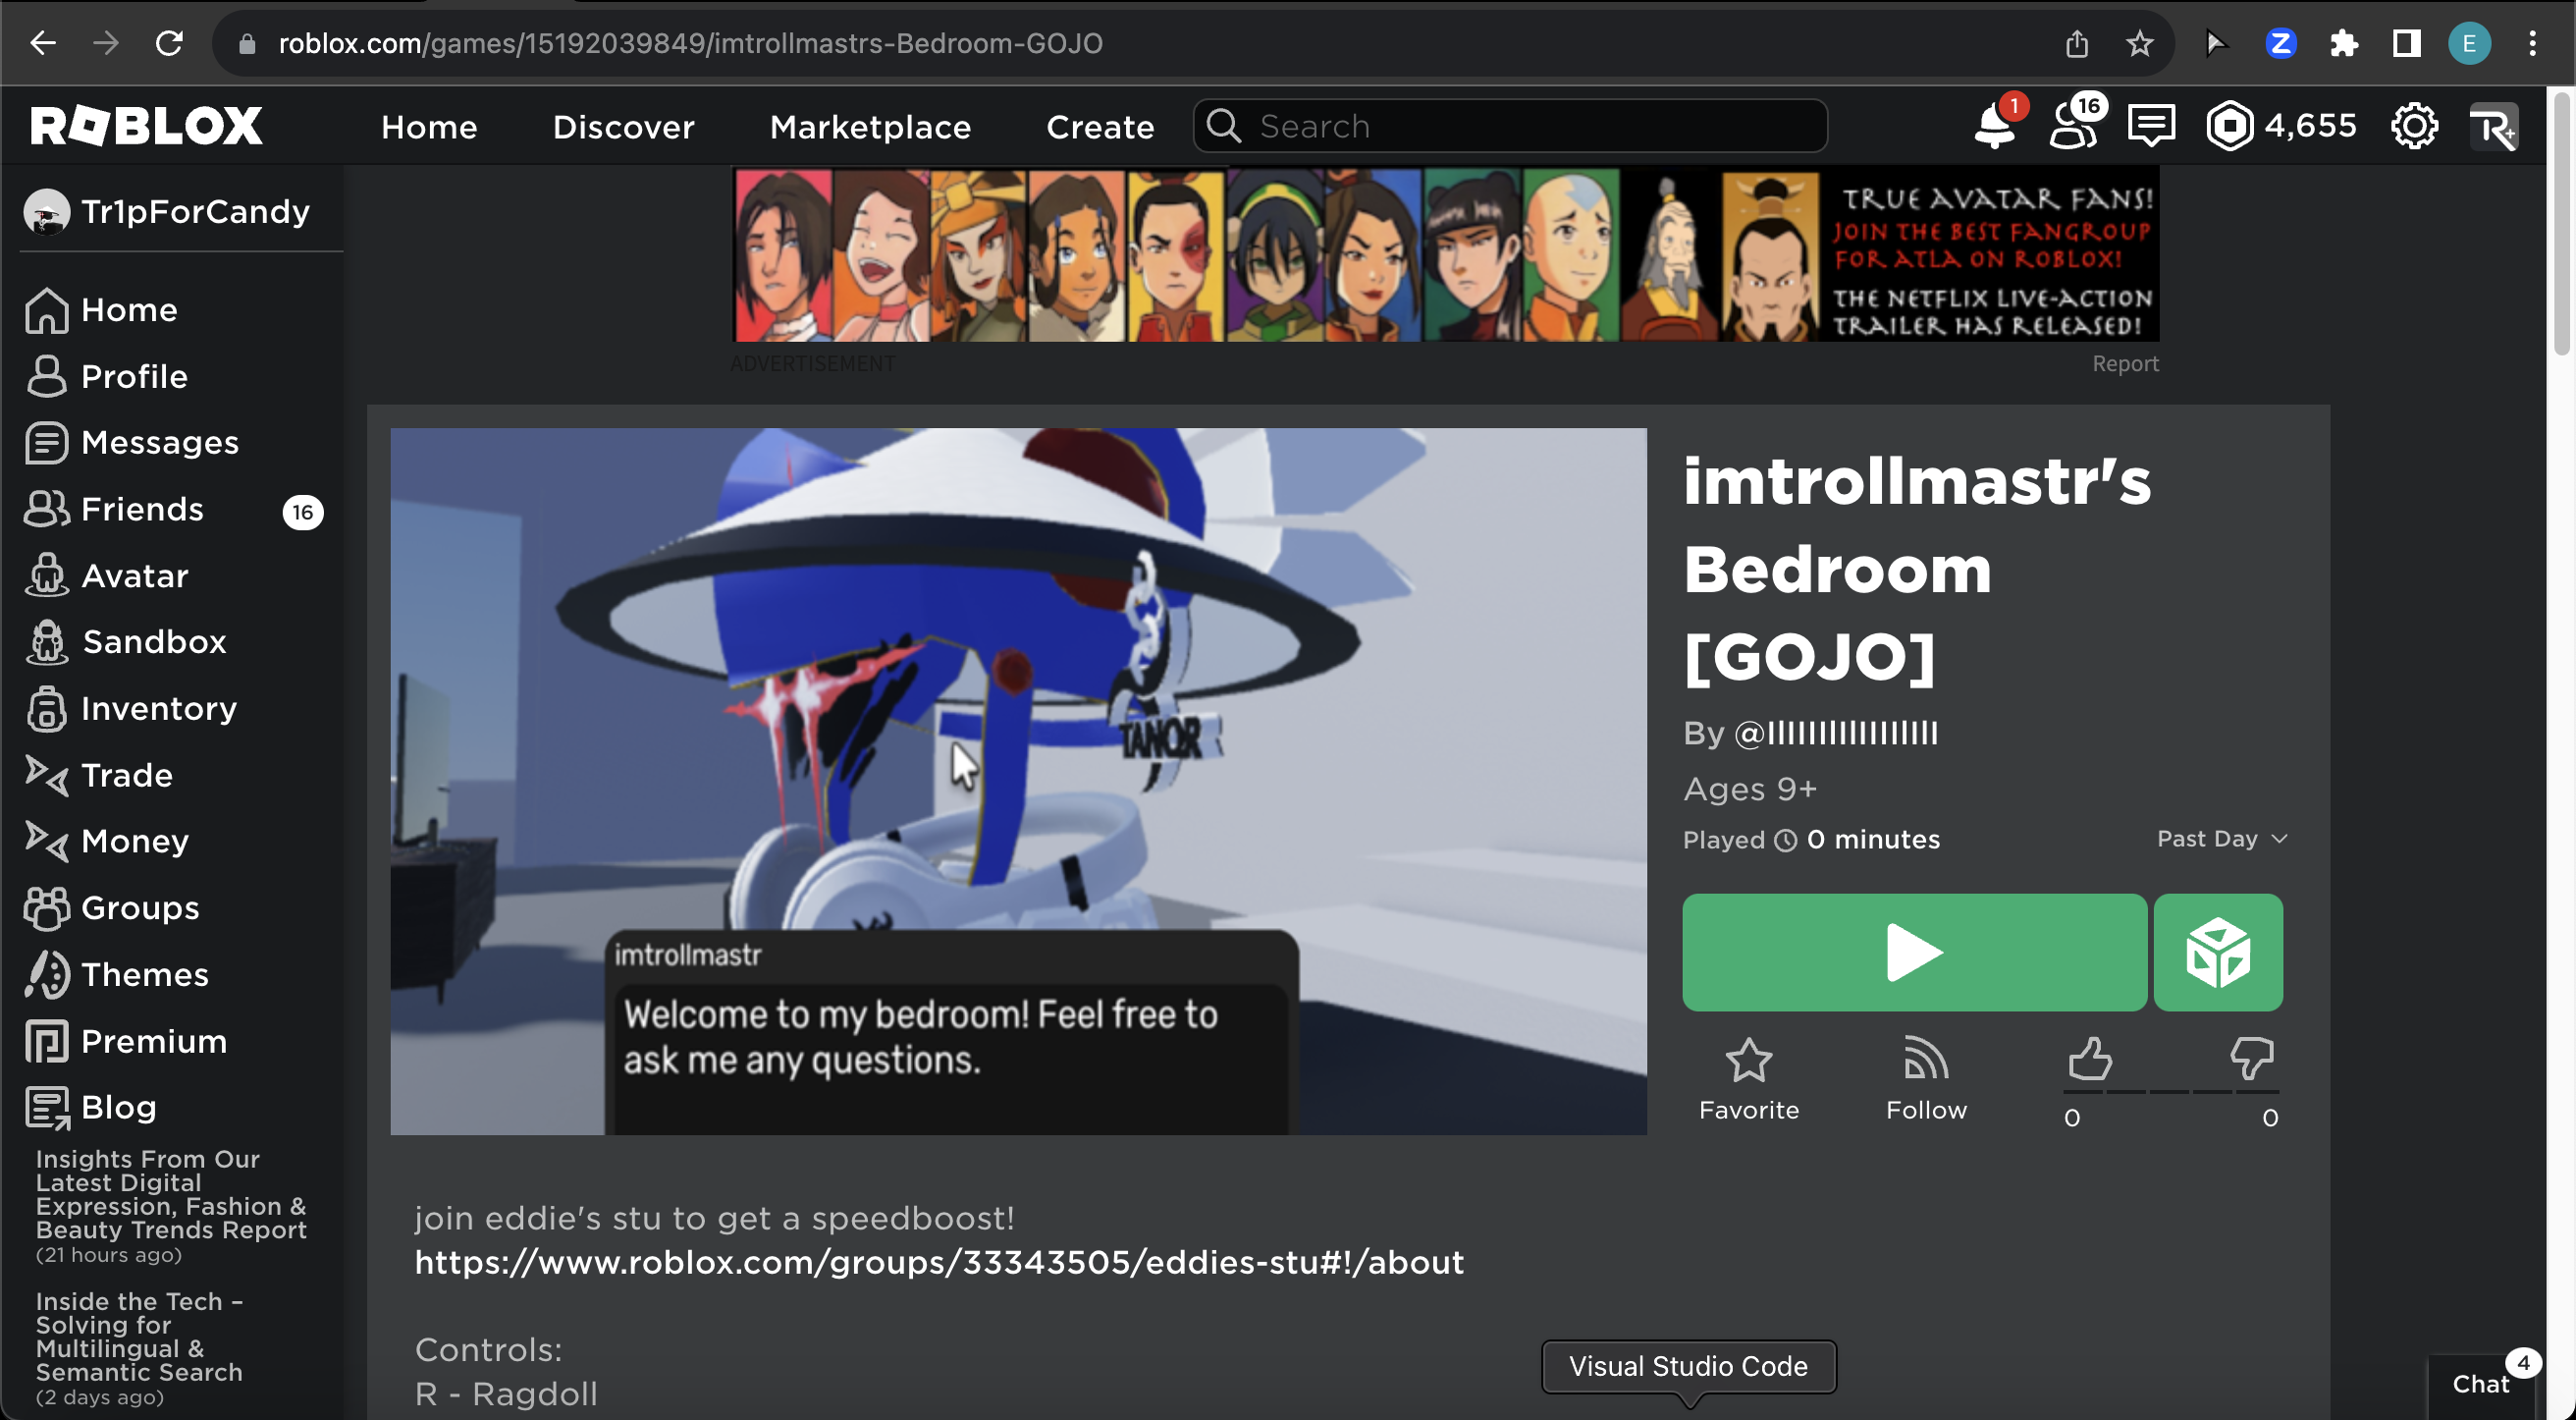 roblox.com/games/15192039849/imtrollmastrs-Bedroom-GOJO
Z
E
ROBLOX
Home
Discover
Marketplace
Create
Search
1
16
4,655
R+
Tr1pForCandy
TRUE AVATAR FANS!
JOIN THE BEST FANGROUP
FOR ATLA ON ROBLOX!
THE NETFLIX LIVE-ACTION
TRAILER HAS RELEASED!
ADVERTISEMENT
Report
Home
Profile
Messages
Friends
16
Avatar
Sandbox
Inventory
Trade
Money
Groups
Themes
Premium
Blog
Insights From Our
Latest Digital
Expression, Fashion &
Beauty Trends Report
(21 hours ago)
Inside the Tech –
Solving for
Multilingual &
Semantic Search
(2 days ago)
TANQR
imtrollmastr
Welcome to my bedroom! Feel free to
ask me any questions.
imtrollmastr's
Bedroom
[GOJO]
By
Ages 9+
Played 0 minutes
Past Day
Favorite
Follow
0
0
join eddie's stu to get a speedboost!
https://www.roblox.com/groups/33343505/eddies-stu#!/about
Controls:
R - Ragdoll
Visual Studio Code
Chat
4